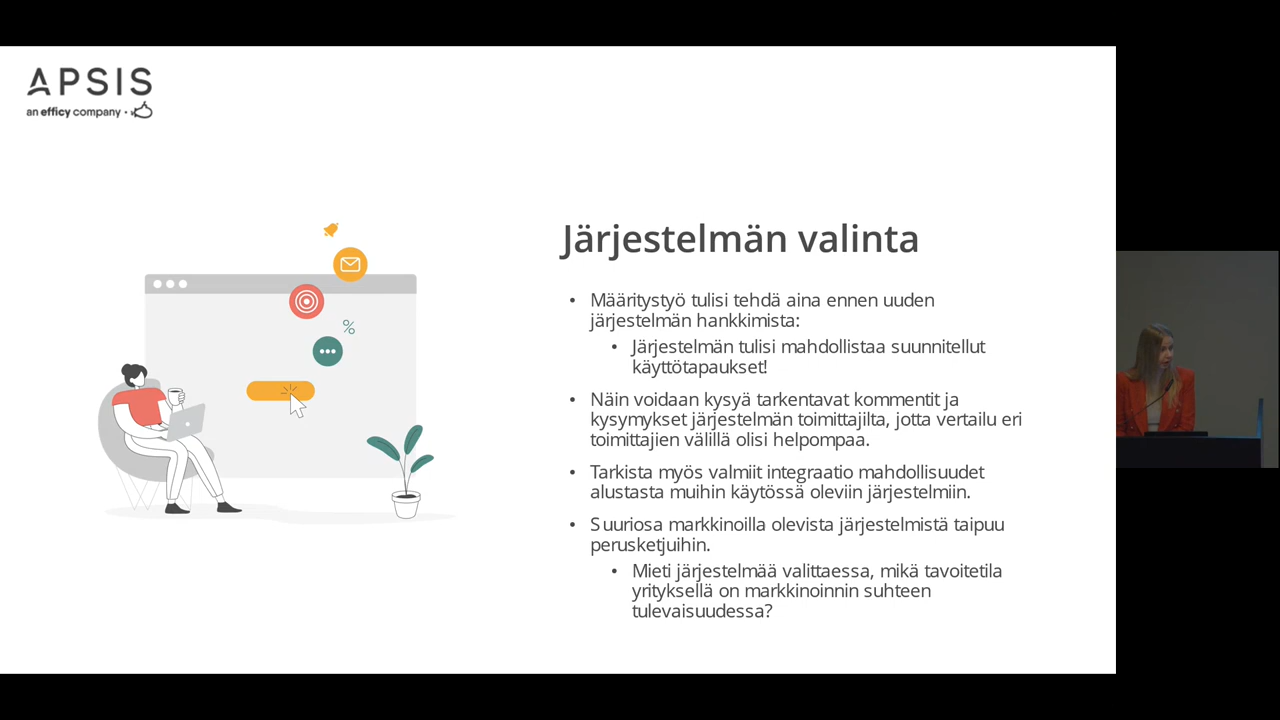 APSIS
an efficy company
Järjestelmän valinta
• Määritystyö tulisi tehdä aina ennen uuden
järjestelmän hankkimista:
• Järjestelmän tulisi mahdollistaa suunnitellut
käyttötapaukset!
• Näin voidaan kysyä tarkentavat kommentit ja
kysymykset järjestelmän toimittajilta, jotta vertailu eri
toimittajien välillä olisi helpompaa.
• Tarkista myös valmiit integraatio mahdollisuudet
alustasta muihin käytössä oleviin järjestelmiin.
• Suuriosa markkinoilla olevista järjestelmistä taipuu
perusketjuihin.
• Mieti järjestelmää valittaessa, mikä tavoitetila
yrityksellä on markkinoinnin suhteen
tulevaisuudessa?
%